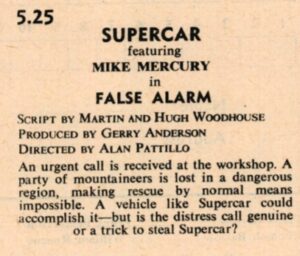 5.25
SUPERCAR
featuring
MIKE MERCURY
in
FALSE ALARM
SCRIPT BY MARTIN AND HUGH WOODHOUSE
PRODUCED BY GERRY ANDERSON
DIRECTED BY ALAN PATTILLO
An urgent call is received at the workshop. A
party of mountaineers is lost in a dangerous
region, making rescue by normal means
impossible. A vehicle like Supercar could
accomplish it—but is the distress call genuine
or a trick to steal Supercar?